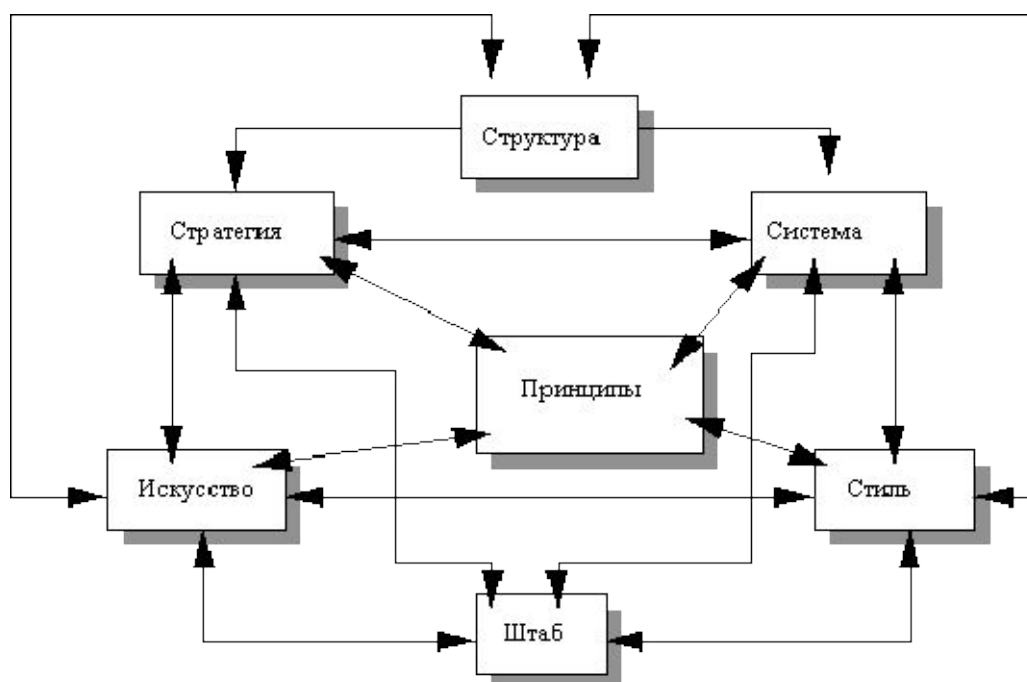 Структура
Стратегия
Система
Принципы
Искусство
Стиль
Штаб